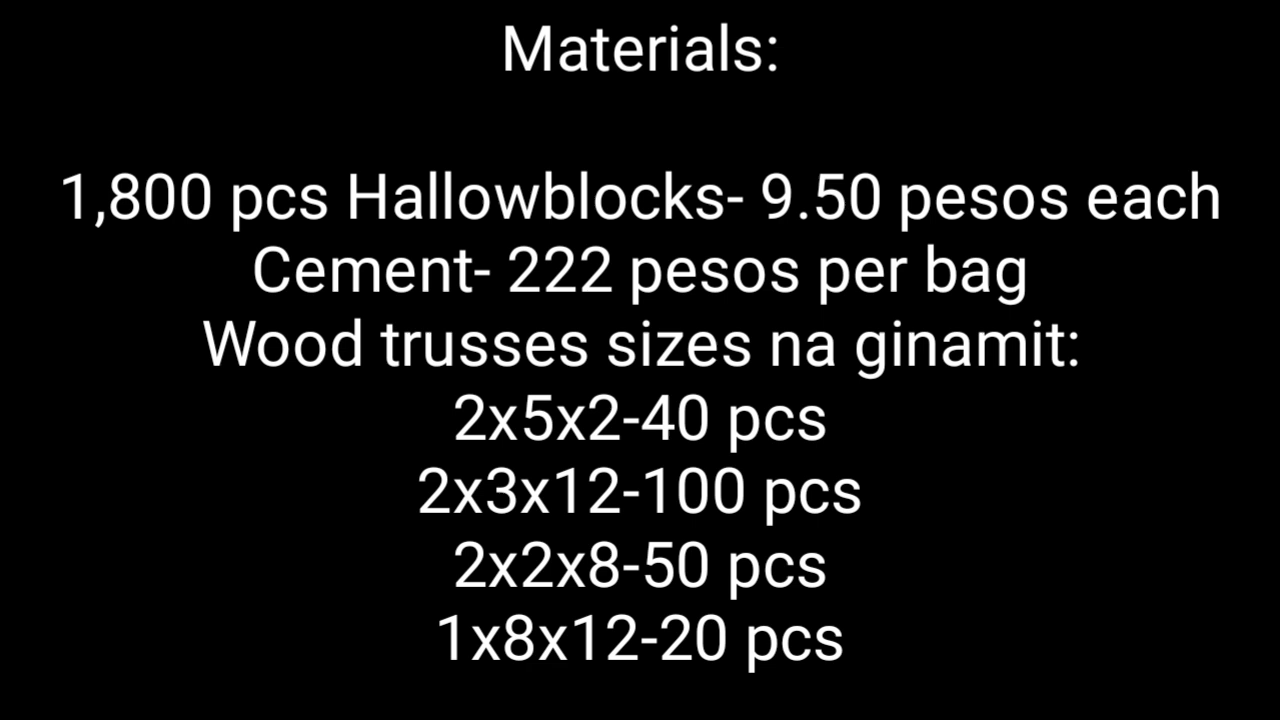 Materials:
1,800 pcs Hallowblocks- 9.50 pesos each
Cement- 222 pesos per bag
Wood trusses sizes na ginamit:
2x5x2-40 pcs
2x3x12-100 pcs
2x2x8-50 pcs
1x8x12-20 pcs